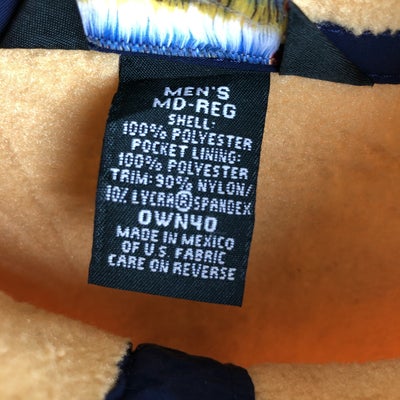 MEN'S
MD-REG
SHELL:
100% POLYESTER
POCKET LINING:
100% POLYESTER
TRIM: 90% NYLON/
10% LYCRA®SPANDEX
OWN40
MADE IN MEXICO
OF U.S. FABRIC
CARE ON REVERSE